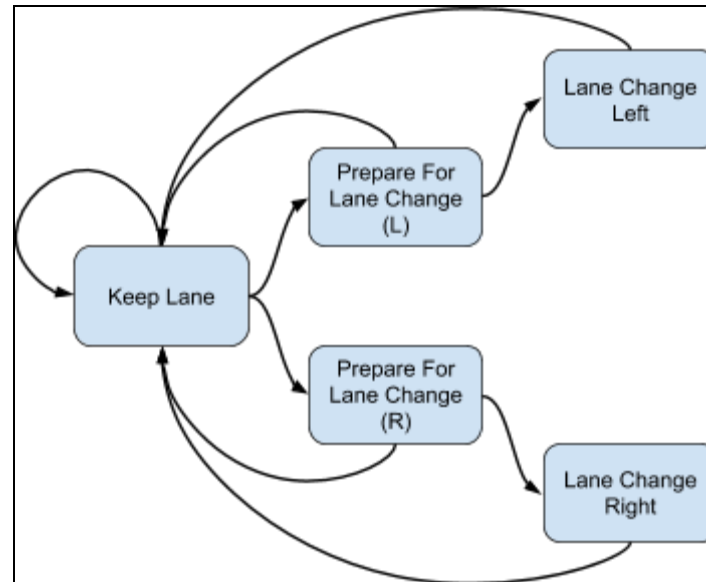 Lane Change
Left
Prepare For
Lane Change
(L)
Keep Lane
Prepare For
Lane Change
(R)
Lane Change
Right